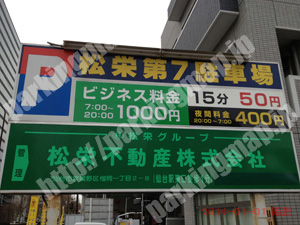 P 松栄第7駐車場
ビジネス料金
7:00~
20:00
1000円
15分 50円
夜間料金
20:00~7:00
400円
松栄グループ
管理
松栄不動産株式会社